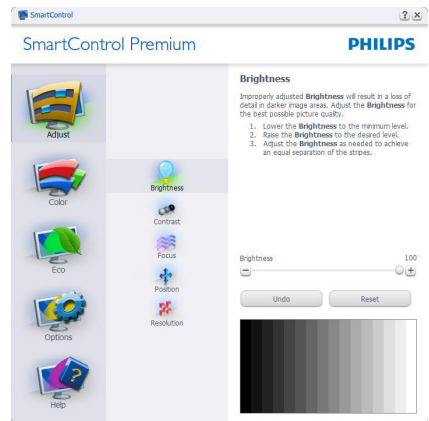 SmartControl
SmartControl Premium
PHILIPS
Adjust
Color
Eco
Options
Help
Brightness
Contrast
Focus
Position
Resolution
Brightness
Improperly adjusted Brightness will result in a loss of
detail in darker image areas. Adjust the Brightness for
the best possible picture quality.
1. Lower the Brightness to the minimum level.
2. Raise the Brightness to the desired level.
3. Adjust the Brightness as needed to achieve
an equal separation of the stripes.
Brightness 100
Undo Reset